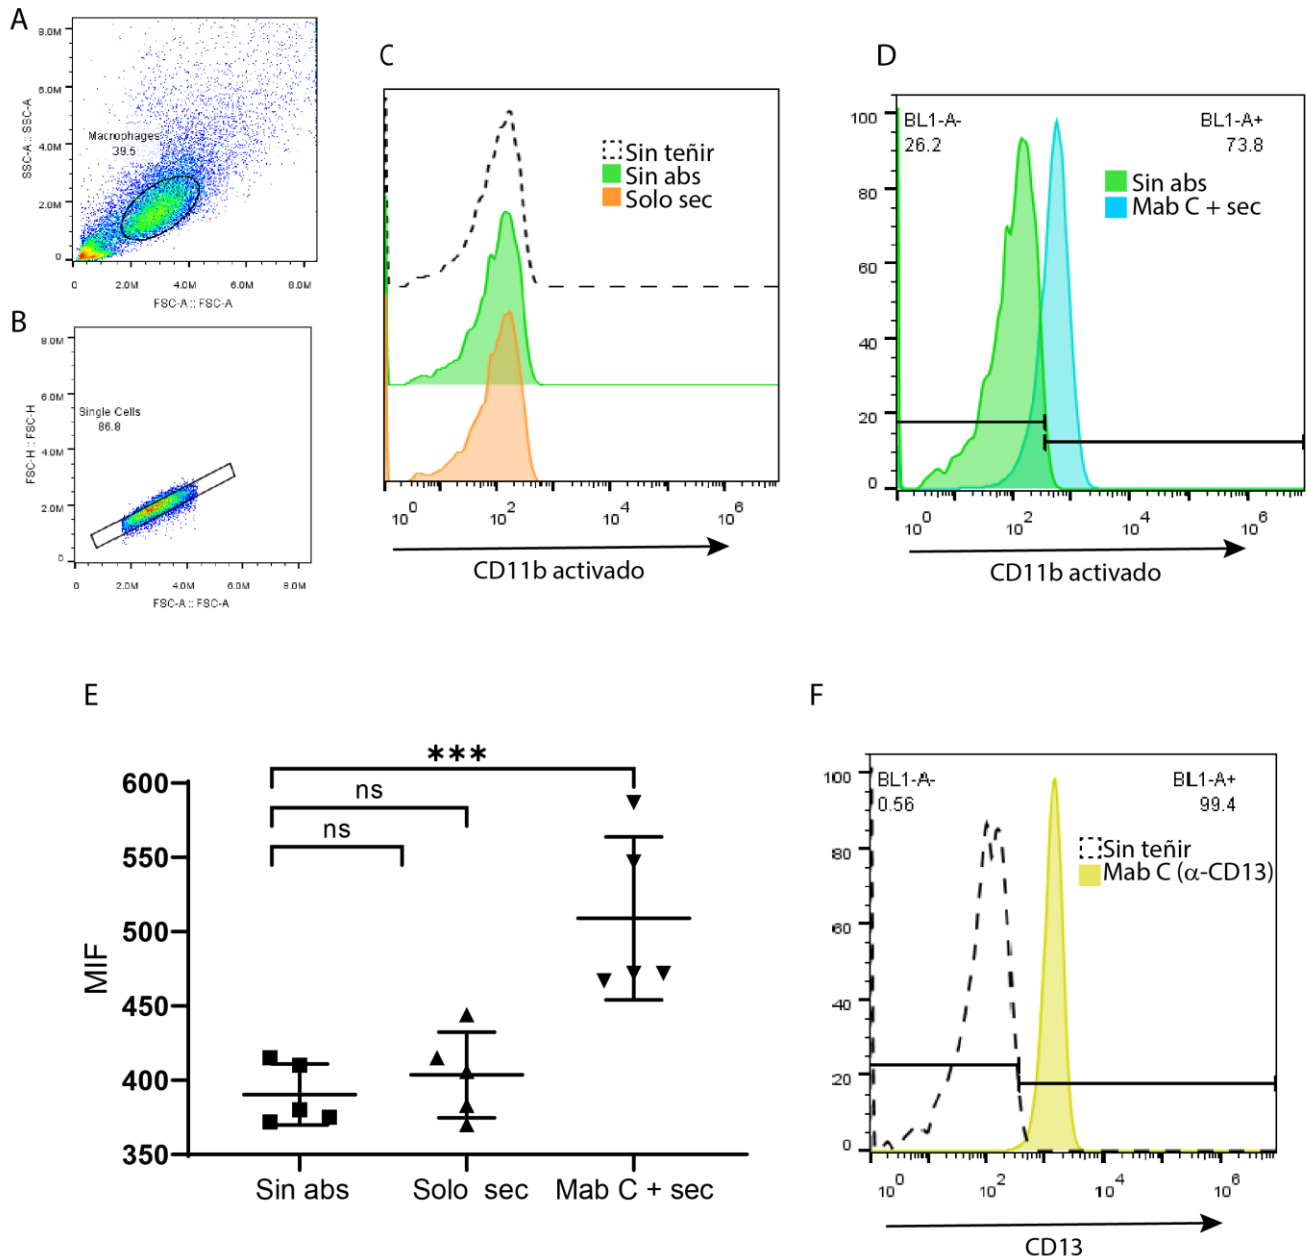 A
8.0M
6.0M
4.0M
2.0M
0
SSC-A :: SSC-A
Macrophages
39.5
0 2.0M 4.0M 6.0M 8.0M
FSC-A :: FSC-A
B
8.0M
6.0M
4.0M
2.0M
0
FSC-H :: FSC-H
Single Cells
86.8
0 2.0M 4.0M 6.0M 8.0M
FSC-A :: FSC-A
C
Sin teñir
Sin abs
Solo sec
10^0 10^2 10^4 10^6
CD11b activado
D
100
80
60
40
20
0
BL1-A-
26.2
BL1-A+
73.8
Sin abs
Mab C + sec
10^0 10^2 10^4 10^6
CD11b activado
E
600
550
500
450
400
350
MIF
***
ns
ns
Sin abs Solo sec Mab C + sec
F
100
80
60
40
20
0
BL1-A-
0.56
BL1-A+
99.4
Sin teñir
Mab C (α-CD13)
10^0 10^2 10^4 10^6
CD13